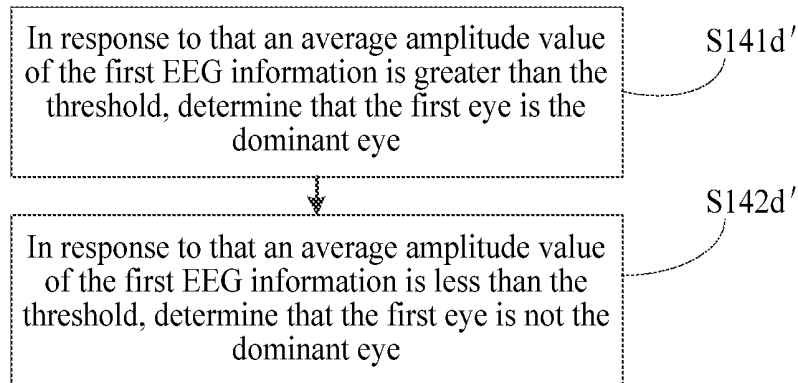 In response to that an average amplitude value
of the first EEG information is greater than the
threshold, determine that the first eye is the
dominant eye
S141d′
In response to that an average amplitude value
of the first EEG information is less than the
threshold, determine that the first eye is not the
dominant eye
S142d′